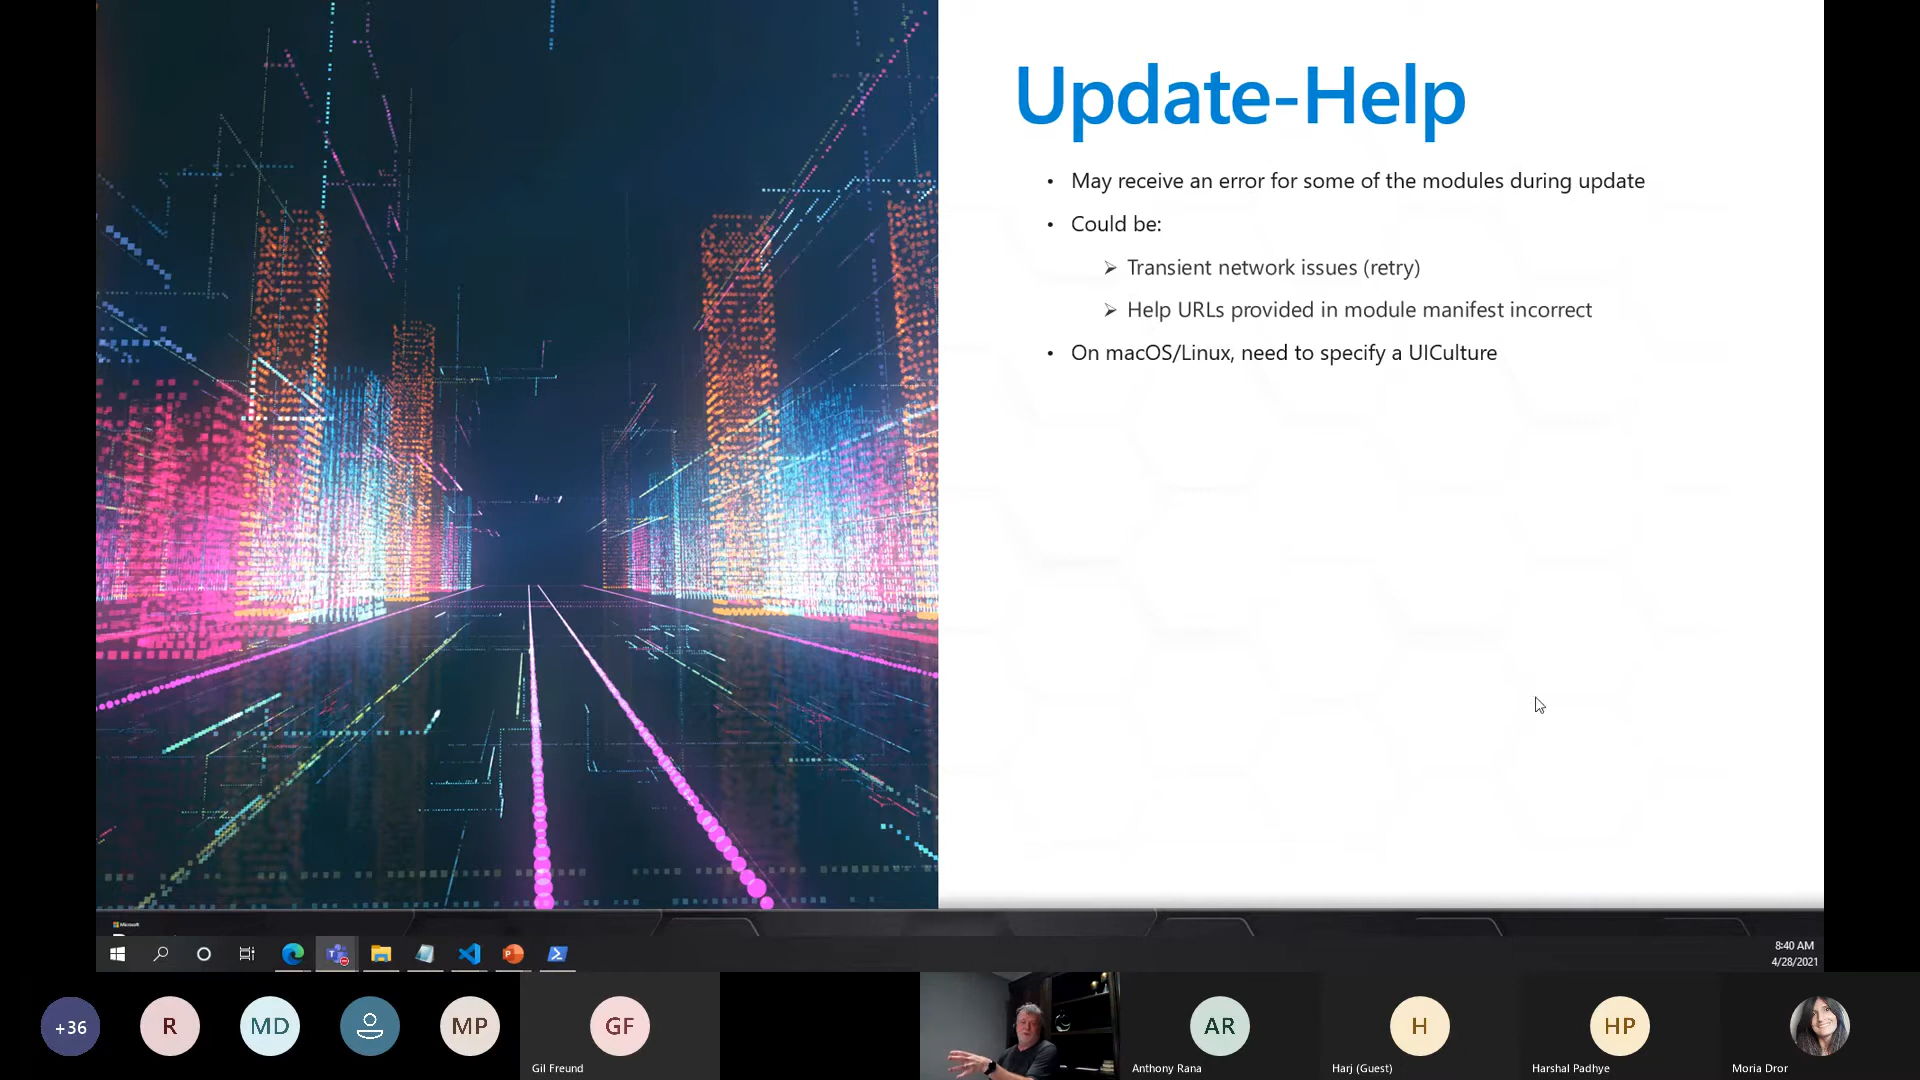 Update-Help
• May receive an error for some of the modules during update
• Could be:
➢ Transient network issues (retry)
➢ Help URLs provided in module manifest incorrect
• On macOS/Linux, need to specify a UICulture
Microsoft
8:40 AM
4/28/2021
+36
R
MD
MP
GF
AR
H
HP
Gil Freund
Anthony Rana
Harj (Guest)
Harshal Padhye
Moria Dror